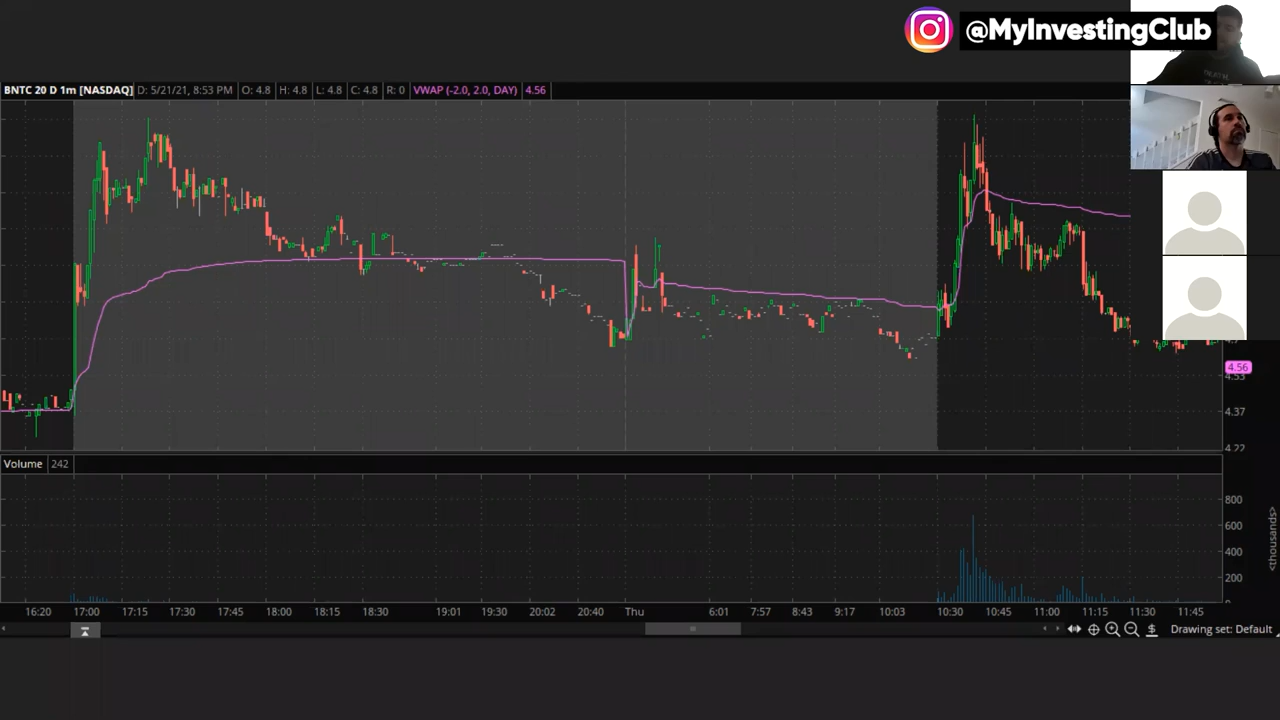 @MyInvestingClub
BNTC 20 D 1m [NASDAQ] D: 5/21/21, 8:53 PM O: 4.8 H: 4.8 L: 4.8 C: 4.8 R: 0 VWAP (-2.0, 2.0, DAY) 4.56
4.56
4.53
4.37
4.22
Volume 242
800
600
400
200
<thousands>
16:20 17:00 17:15 17:30 17:45 18:00 18:15 18:30 19:01 19:30 20:02 20:40 Thu 6:01 7:57 8:43 9:17 10:03 10:30 10:45 11:00 11:15 11:30 11:45
$ Drawing set: Default